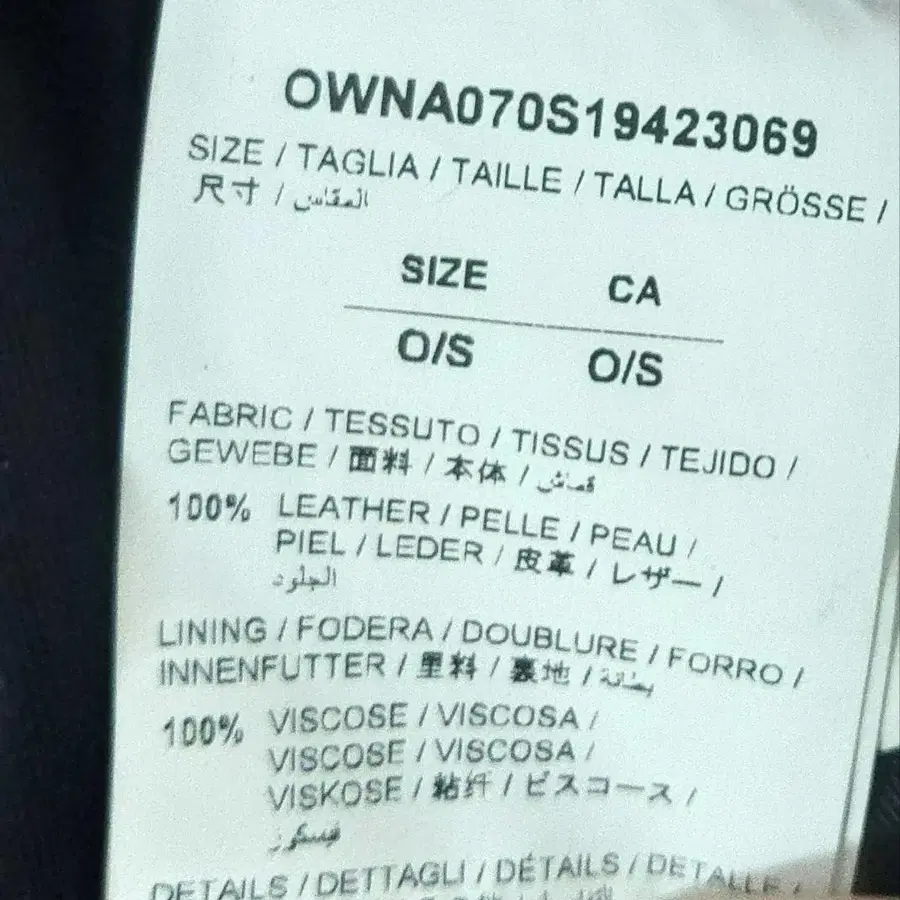 OWNA070S19423069
SIZE / TAGLIA / TAILLE / TALLA / GRÖSSE /
尺寸 / المقاس
SIZE CA
O/S O/S
FABRIC / TESSUTO / TISSUS / TEJIDO /
GEWEBE / 面料 / 本体 / قماش
100% LEATHER / PELLE / PEAU /
PIEL / LEDER / 皮革 / レザー /
الجلود
LINING / FODERA / DOUBLURE / FORRO /
INNENFUTTER / 里料 / 裏地 / بطانة
100% VISCOSE / VISCOSA /
VISCOSE / VISCOSA /
VISKOSE / 粘纤 / ビスコース /
فيسكوز
DETAILS / DETTAGLI / DÉTAILS / DETALLE /